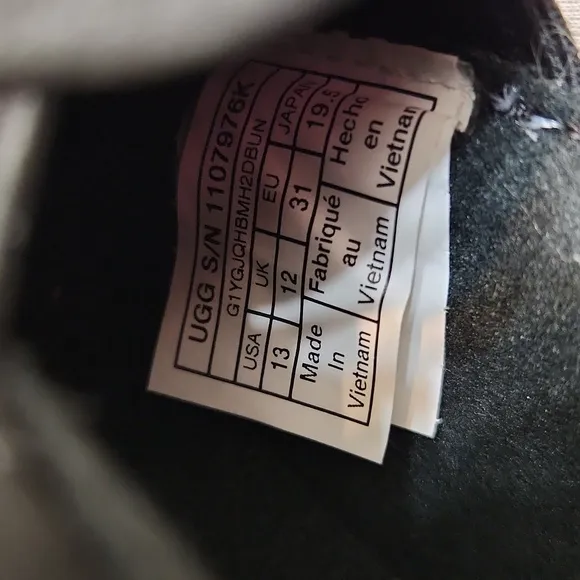 UGG S/N 1107976K
G1YGJQHBMH2DBUN
USA UK EU JAPAN
13 12 31 19.5
Made Fabriqué Hecho
In au en
Vietnam Vietnam Vietnam